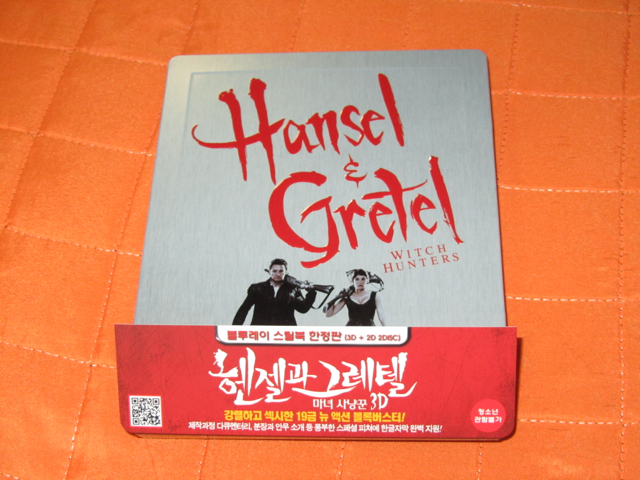 Hansel
&
Gretel
WITCH
HUNTERS
블루레이 스틸북 한정판 (3D + 2D 2DISC)
헨젤과 그레텔
마녀 사냥꾼 3D
강렬하고 섹시한 19금 뉴 액션 블록버스터!
제작과정 다큐멘터리, 분장과 안무 소개 등 풍부한 스페셜 피쳐에 한글자막 완벽 지원!
청소년
관람불가